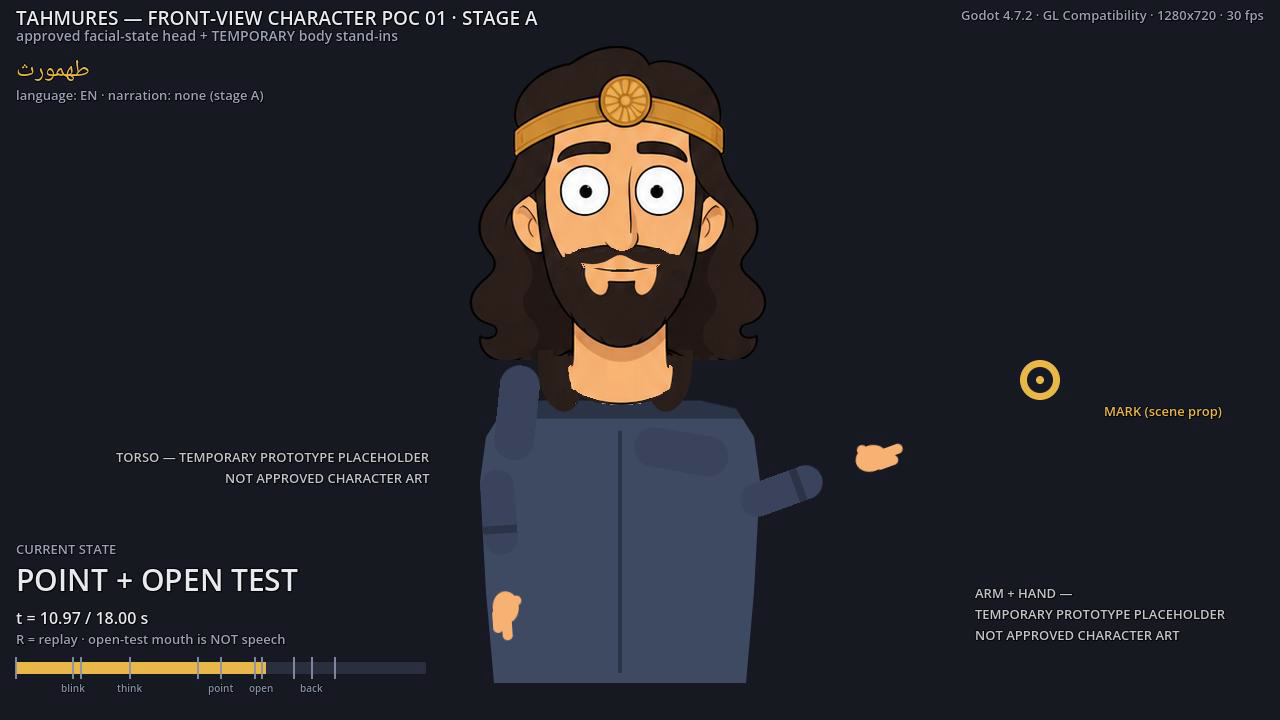 TAHMURES — FRONT-VIEW CHARACTER POC 01 · STAGE A
approved facial-state head + TEMPORARY body stand-ins
Godot 4.7.2 · GL Compatibility · 1280x720 · 30 fps
طهمورث
language: EN · narration: none (stage A)
MARK (scene prop)
TORSO — TEMPORARY PROTOTYPE PLACEHOLDER
NOT APPROVED CHARACTER ART
CURRENT STATE
POINT + OPEN TEST
t = 10.97 / 18.00 s
R = replay · open-test mouth is NOT speech
blink think point open back
ARM + HAND —
TEMPORARY PROTOTYPE PLACEHOLDER
NOT APPROVED CHARACTER ART